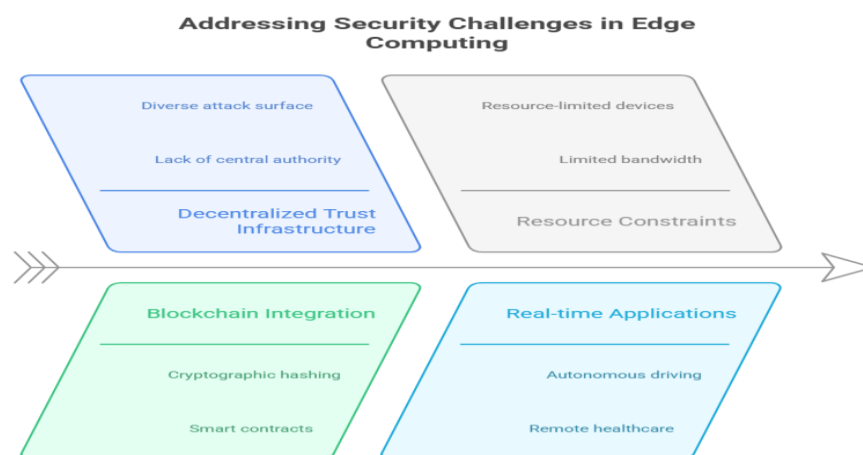 Addressing Security Challenges in Edge
Computing
Diverse attack surface
Lack of central authority
Decentralized Trust
Infrastructure
Resource-limited devices
Limited bandwidth
Resource Constraints
Blockchain Integration
Cryptographic hashing
Smart contracts
Real-time Applications
Autonomous driving
Remote healthcare